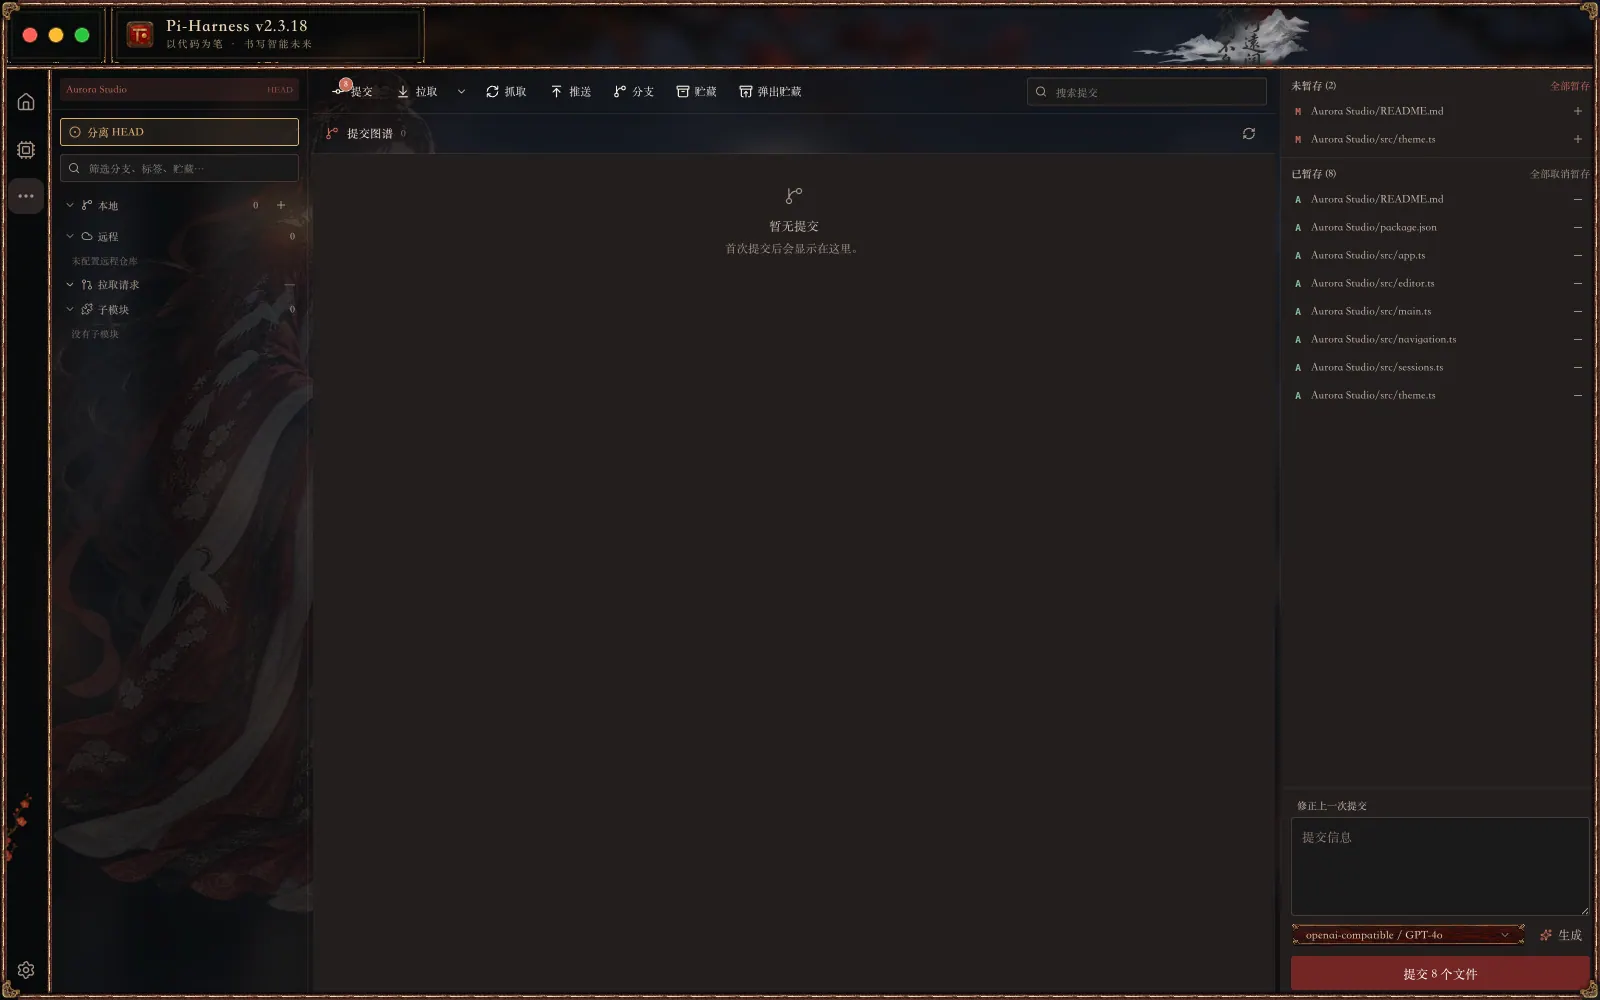 Pi-Harness v2.3.18
以代码为笔 · 书写智能未来
Aurora Studio
HEAD
分离 HEAD
筛选分支、标签、贮藏…
本地
0
远程
0
未配置远程仓库
拉取请求
子模块
0
没有子模块
8
提交
拉取
抓取
推送
分支
贮藏
弹出贮藏
搜索提交
提交图谱
0
暂无提交
首次提交后会显示在这里。
未暂存 (2)
全部暂存
M Aurora Studio/README.md
M Aurora Studio/src/theme.ts
已暂存 (8)
全部取消暂存
A Aurora Studio/README.md
A Aurora Studio/package.json
A Aurora Studio/src/app.ts
A Aurora Studio/src/editor.ts
A Aurora Studio/src/main.ts
A Aurora Studio/src/navigation.ts
A Aurora Studio/src/sessions.ts
A Aurora Studio/src/theme.ts
修正上一次提交
提交信息
openai-compatible / GPT-4o
生成
提交 8 个文件